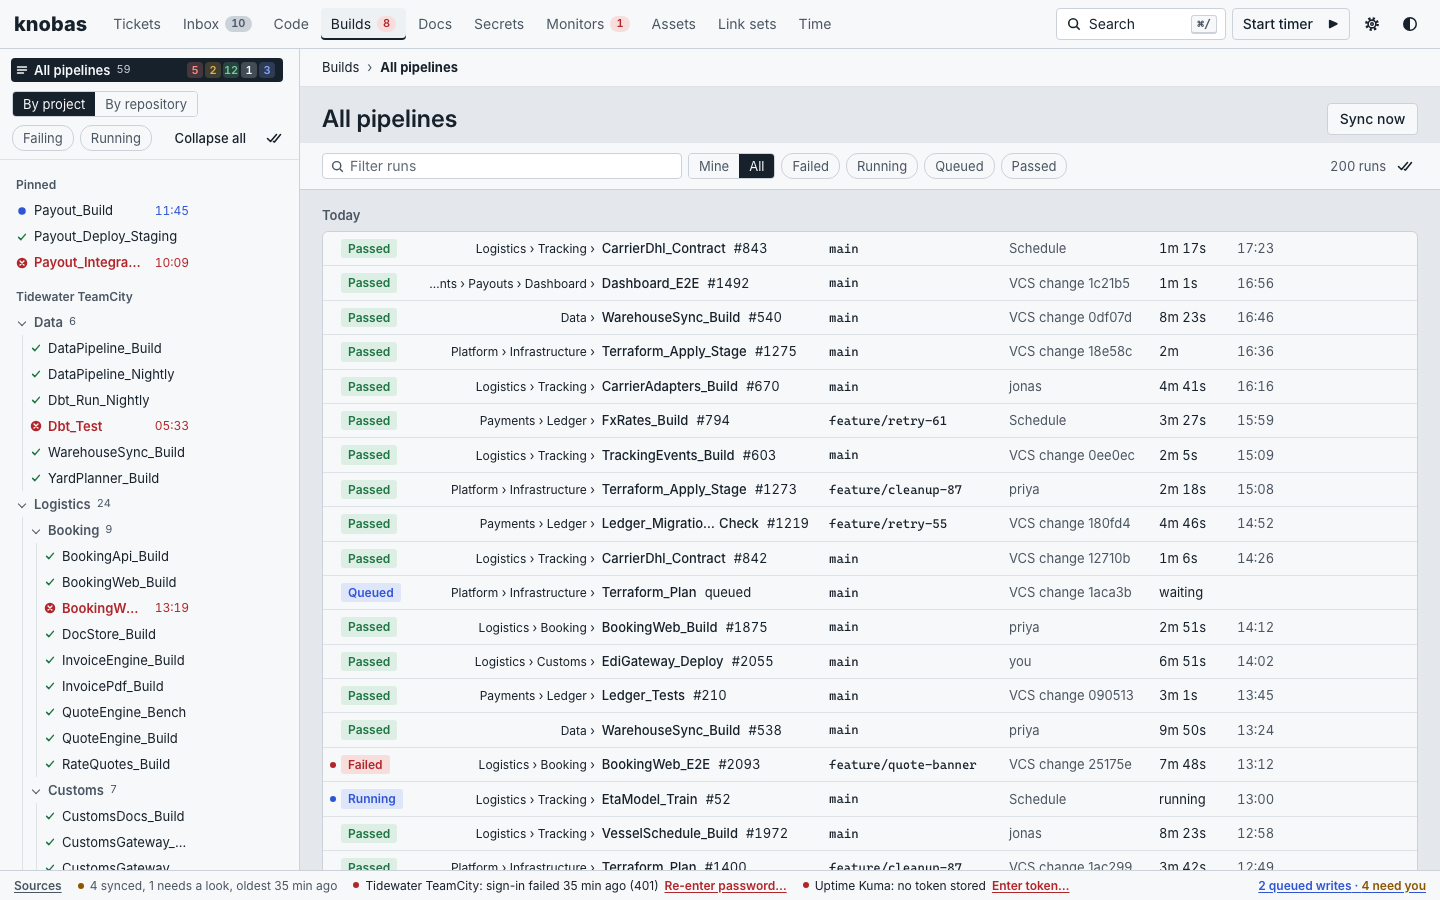 knobas Tickets Inbox 10 Code Builds 8 Docs Secrets Monitors 1 Assets Link sets Time Search ⌘/ Start timer
All pipelines 59 5 2 12 1 3
By project By repository
Failing Running Collapse all
Pinned
Payout_Build 11:45
Payout_Deploy_Staging
Payout_Integra... 10:09
Tidewater TeamCity
Data 6
DataPipeline_Build
DataPipeline_Nightly
Dbt_Run_Nightly
Dbt_Test 05:33
WarehouseSync_Build
YardPlanner_Build
Logistics 24
Booking 9
BookingApi_Build
BookingWeb_Build
BookingW... 13:19
DocStore_Build
InvoiceEngine_Build
InvoicePdf_Build
QuoteEngine_Bench
QuoteEngine_Build
RateQuotes_Build
Customs 7
CustomsDocs_Build
CustomsGateway_...
CustomsGateway
Builds › All pipelines
All pipelines Sync now
Filter runs Mine All Failed Running Queued Passed 200 runs
Today
Passed Logistics › Tracking › CarrierDhl_Contract #843 main Schedule 1m 17s 17:23
Passed ...nts › Payouts › Dashboard › Dashboard_E2E #1492 main VCS change 1c21b5 1m 1s 16:56
Passed Data › WarehouseSync_Build #540 main VCS change 0df07d 8m 23s 16:46
Passed Platform › Infrastructure › Terraform_Apply_Stage #1275 main VCS change 18e58c 2m 16:36
Passed Logistics › Tracking › CarrierAdapters_Build #670 main jonas 4m 41s 16:16
Passed Payments › Ledger › FxRates_Build #794 feature/retry-61 Schedule 3m 27s 15:59
Passed Logistics › Tracking › TrackingEvents_Build #603 main VCS change 0ee0ec 2m 5s 15:09
Passed Platform › Infrastructure › Terraform_Apply_Stage #1273 feature/cleanup-87 priya 2m 18s 15:08
Passed Payments › Ledger › Ledger_Migratio... Check #1219 feature/retry-55 VCS change 180fd4 4m 46s 14:52
Passed Logistics › Tracking › CarrierDhl_Contract #842 main VCS change 12710b 1m 6s 14:26
Queued Platform › Infrastructure › Terraform_Plan queued main VCS change 1aca3b waiting
Passed Logistics › Booking › BookingWeb_Build #1875 main priya 2m 51s 14:12
Passed Logistics › Customs › EdiGateway_Deploy #2055 main you 6m 51s 14:02
Passed Payments › Ledger › Ledger_Tests #210 main VCS change 090513 3m 1s 13:45
Passed Data › WarehouseSync_Build #538 main priya 9m 50s 13:24
Failed Logistics › Booking › BookingWeb_E2E #2093 feature/quote-banner VCS change 25175e 7m 48s 13:12
Running Logistics › Tracking › EtaModel_Train #52 main Schedule running 13:00
Passed Logistics › Tracking › VesselSchedule_Build #1972 main jonas 8m 23s 12:58
Passed Platform › Infrastructure › Terraform_Plan #1400 feature/cleanup-87 VCS change 1ac299 3m 42s 12:49
Sources 4 synced, 1 needs a look, oldest 35 min ago Tidewater TeamCity: sign-in failed 35 min ago (401) Re-enter password... Uptime Kuma: no token stored Enter token... 2 queued writes · 4 need you